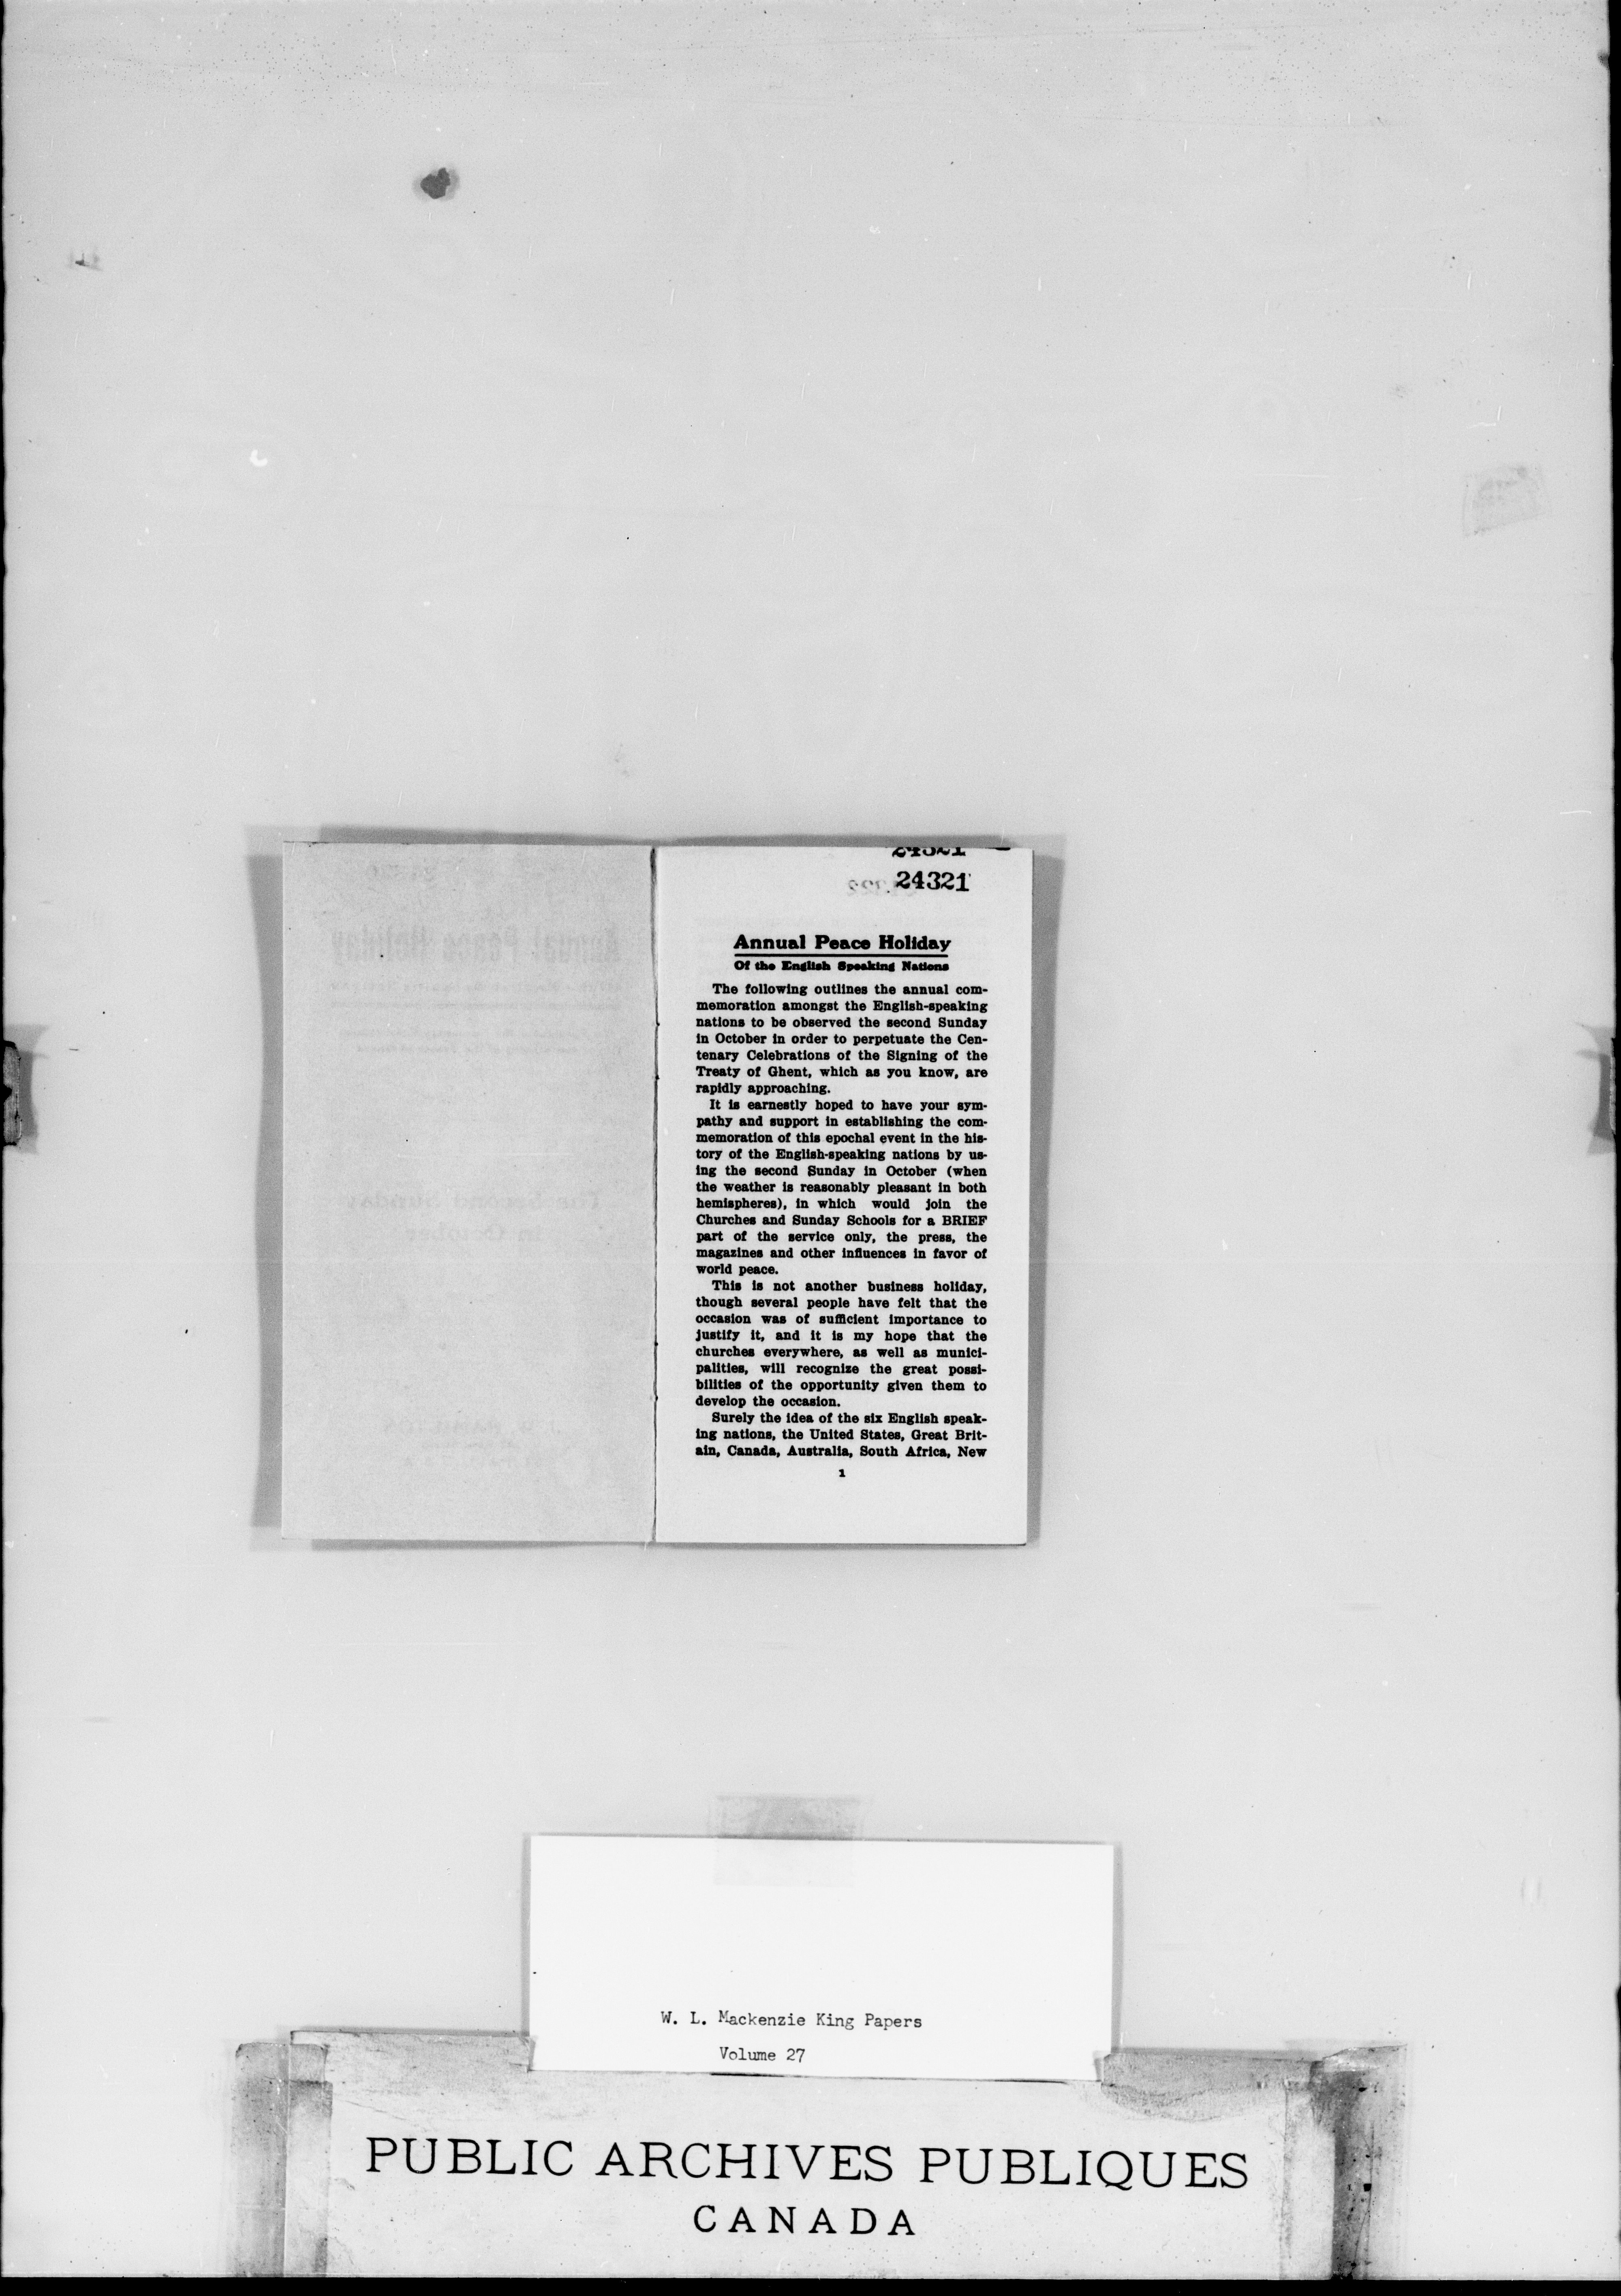 24321
24321
Annual Peace Holiday
Of the English Speaking Nations
The following outlines the annual com-
memoration amongst the English-speaking
nations to be observed the second Sunday
in October in order to perpetuate the Cen-
tenary Celebrations of the Signing of the
Treaty of Ghent, which as you know, are
rapidly approaching.
It is earnestly hoped to have your sym-
pathy and support in establishing the com-
memoration of this epochal event in the his-
tory of the English-speaking nations by us-
ing the second Sunday in October (when
the weather is reasonably pleasant in both
hemispheres), in which would join the
Churches and Sunday Schools for a BRIEF
part of the service only, the press, the
magazines and other influences in favor of
world peace.
This is not another business holiday,
though several people have felt that the
occasion was of sufficient importance to
justify it, and it is my hope that the
churches everywhere, as well as munici-
palities, will recognize the great possi-
bilities of the opportunity given them to
develop the occasion.
Surely the idea of the six English speak-
ing nations, the United States, Great Brit-
ain, Canada, Australia, South Africa, New
1
W. L. Mackenzie King Papers
Volume 27
PUBLIC ARCHIVES PUBLIQUES
CANADA